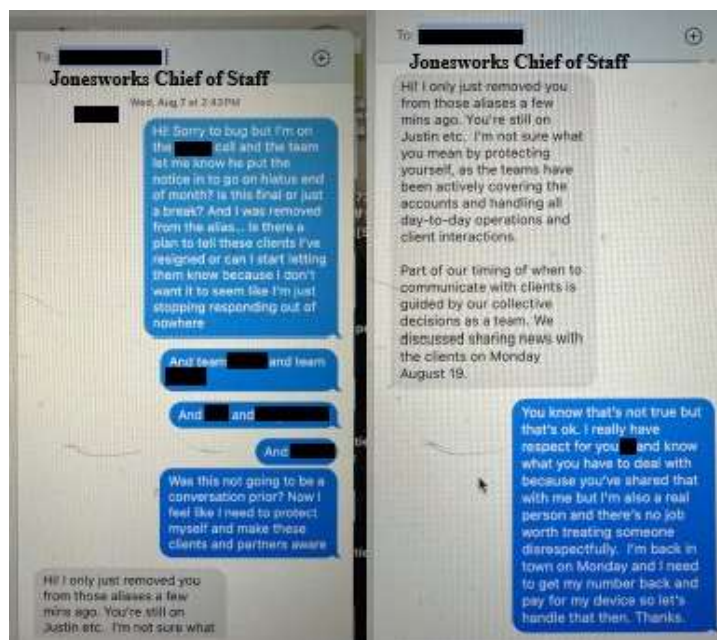 To:
Jonesworks Chief of Staff
Wed, Aug 7 at 2:43 PM
Hi! Sorry to bug but I'm on
the call and the team
let me know he put the
notice in to go on hiatus end
of month? Is this final or just
a break? And I was removed
from the alias... Is there a
plan to tell these clients I've
resigned or can I start letting
them know because I don't
want it to seem like I'm just
stopping responding out of
nowhere
And team and team
And and
And
Was this not going to be a
conversation prior? Now I
feel like I need to protect
myself and make these
clients and partners aware
Hi! I only just removed you
from those aliases a few
mins ago. You're still on
Justin etc. I'm not sure what
To:
Jonesworks Chief of Staff
Hi! I only just removed you
from those aliases a few
mins ago. You're still on
Justin etc. I'm not sure what
you mean by protecting
yourself, as the teams have
been actively covering the
accounts and handling all
day-to-day operations and
client interactions.
Part of our timing of when to
communicate with clients is
guided by our collective
decisions as a team. We
discussed sharing news with
the clients on Monday
August 19.
You know that's not true but
that's ok. I really have
respect for you and know
what you have to deal with
because you've shared that
with me but I'm also a real
person and there's no job
worth treating someone
disrespectfully. I'm back in
town on Monday and I need
to get my number back and
pay for my device so let's
handle that then. Thanks.